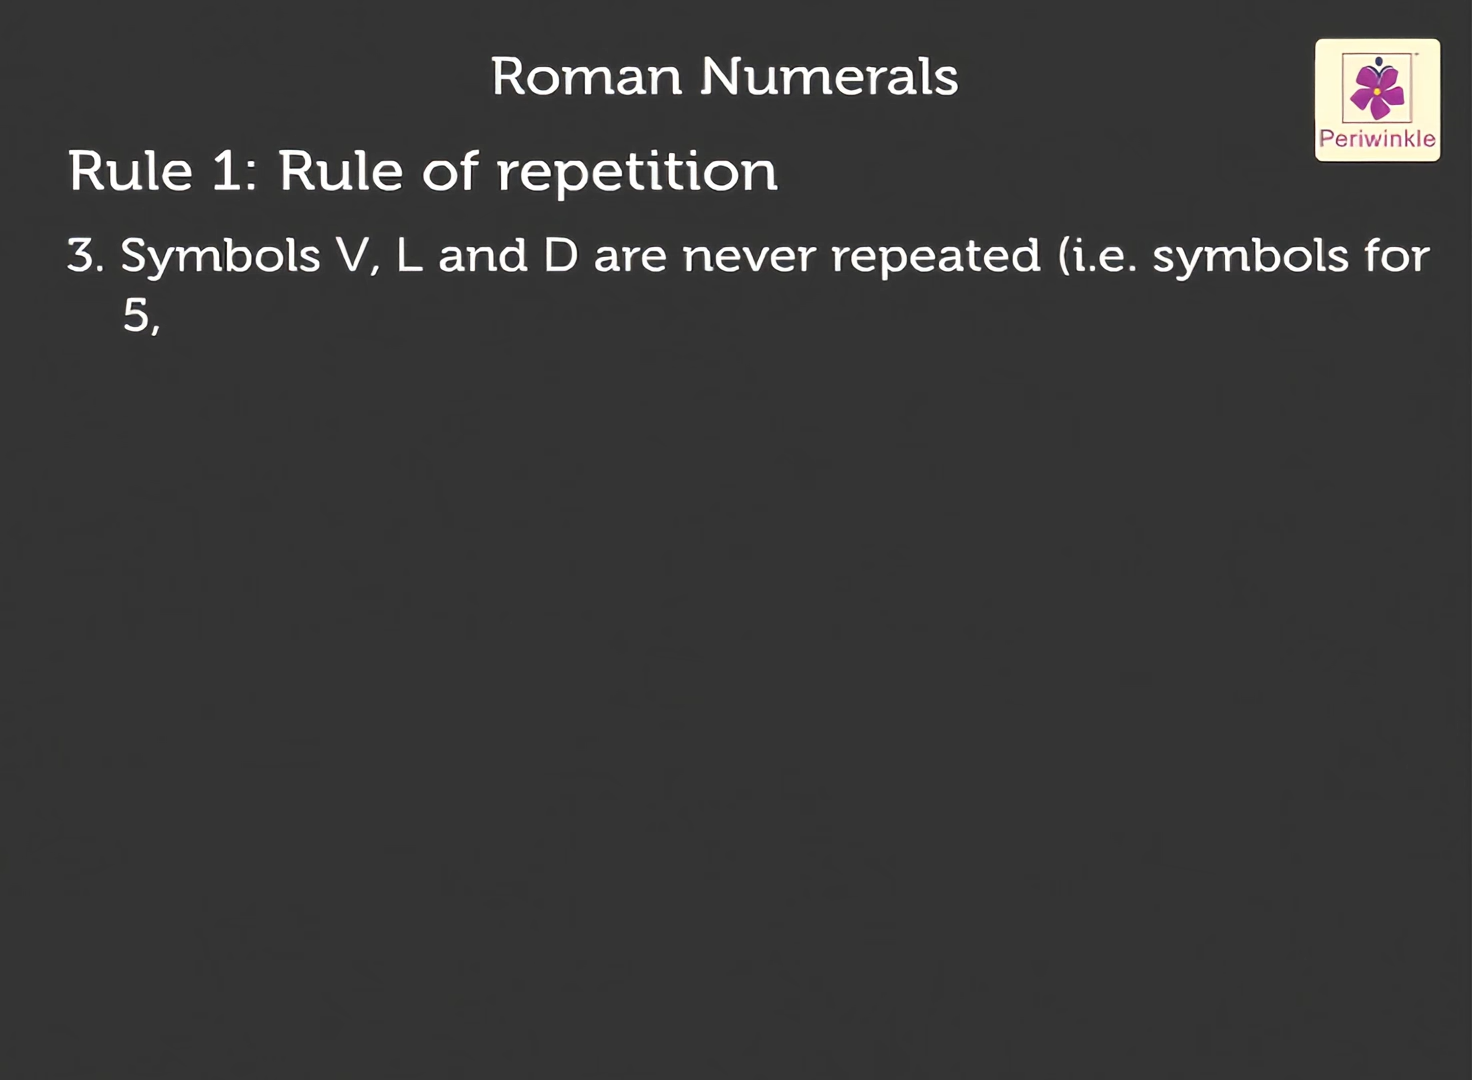 Roman Numerals
Periwinkle
Rule 1: Rule of repetition
3. Symbols V, L and D are never repeated (i.e. symbols for
5,